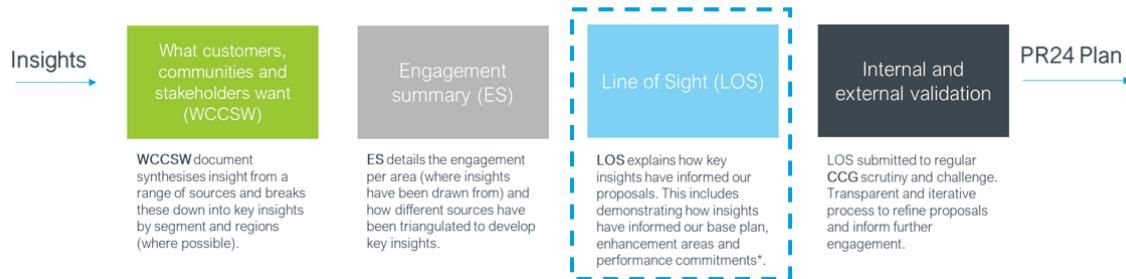 Insights
What customers,
communities and
stakeholders want
(WCCSW)
WCCSW document
synthesises insight from a
range of sources and breaks
these down into key insights
by segment and regions
(where possible).
Engagement
summary (ES)
ES details the engagement
per area (where insights
have been drawn from) and
how different sources have
been triangulated to develop
key insights.
Line of Sight (LOS)
LOS explains how key
insights have informed our
proposals. This includes
demonstrating how insights
have informed our base plan,
enhancement areas and
performance commitments*.
Internal and
external validation
LOS submitted to regular
CCG scrutiny and challenge.
Transparent and iterative
process to refine proposals
and inform further
engagement.
PR24 Plan